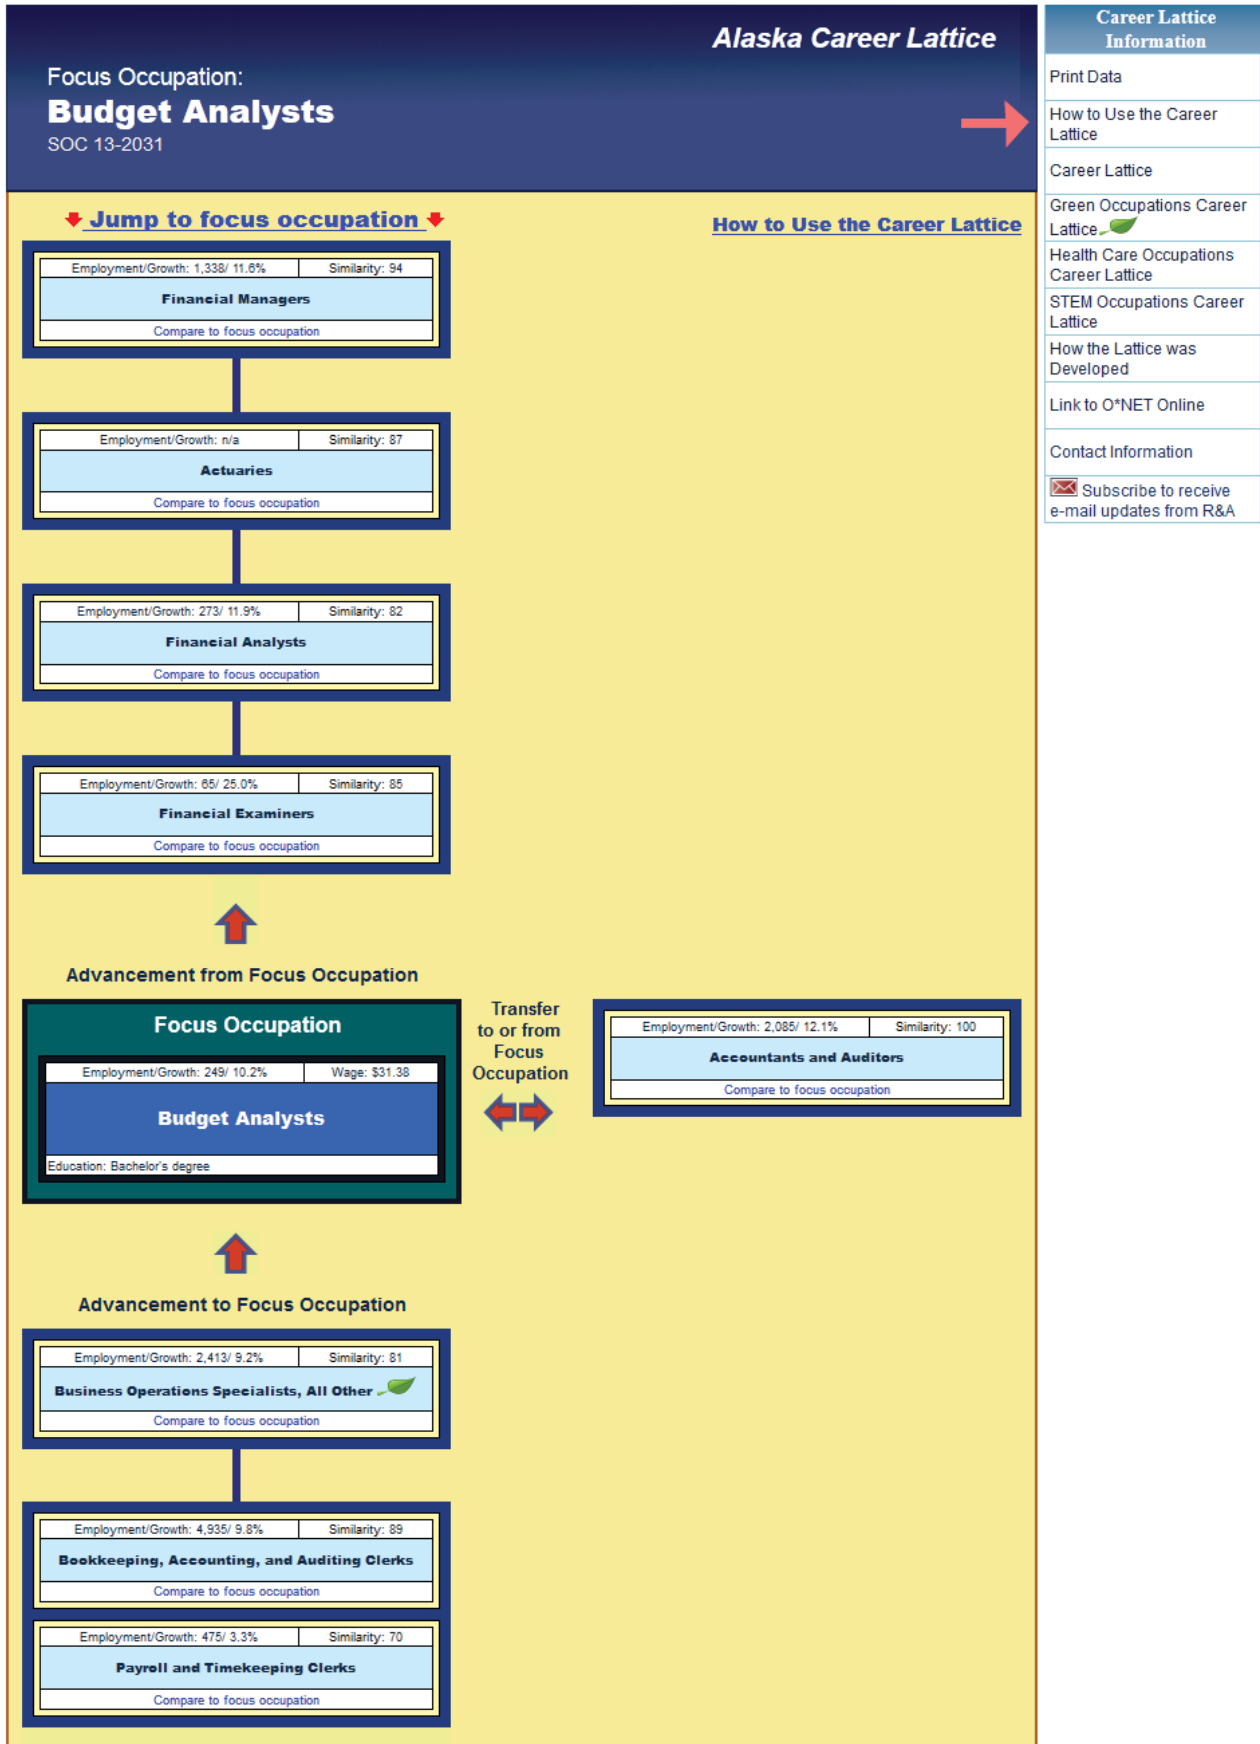 Alaska Career Lattice
Focus Occupation:
Budget Analysts
SOC 13-2031
Career Lattice
Information
Print Data
How to Use the Career
Lattice
Career Lattice
Green Occupations Career
Lattice
Health Care Occupations
Career Lattice
STEM Occupations Career
Lattice
How the Lattice was
Developed
Link to O*NET Online
Contact Information
Subscribe to receive
e-mail updates from R&A
Jump to focus occupation
How to Use the Career Lattice
Employment/Growth: 1,338/ 11.6% Similarity: 94
Financial Managers
Compare to focus occupation
Employment/Growth: n/a Similarity: 87
Actuaries
Compare to focus occupation
Employment/Growth: 273/ 11.9% Similarity: 82
Financial Analysts
Compare to focus occupation
Employment/Growth: 65/ 25.0% Similarity: 85
Financial Examiners
Compare to focus occupation
Advancement from Focus Occupation
Focus Occupation
Employment/Growth: 249/ 10.2% Wage: $31.38
Budget Analysts
Education: Bachelor's degree
Transfer
to or from
Focus
Occupation
Employment/Growth: 2,085/ 12.1% Similarity: 100
Accountants and Auditors
Compare to focus occupation
Advancement to Focus Occupation
Employment/Growth: 2,413/ 9.2% Similarity: 81
Business Operations Specialists, All Other
Compare to focus occupation
Employment/Growth: 4,935/ 9.8% Similarity: 89
Bookkeeping, Accounting, and Auditing Clerks
Compare to focus occupation
Employment/Growth: 475/ 3.3% Similarity: 70
Payroll and Timekeeping Clerks
Compare to focus occupation